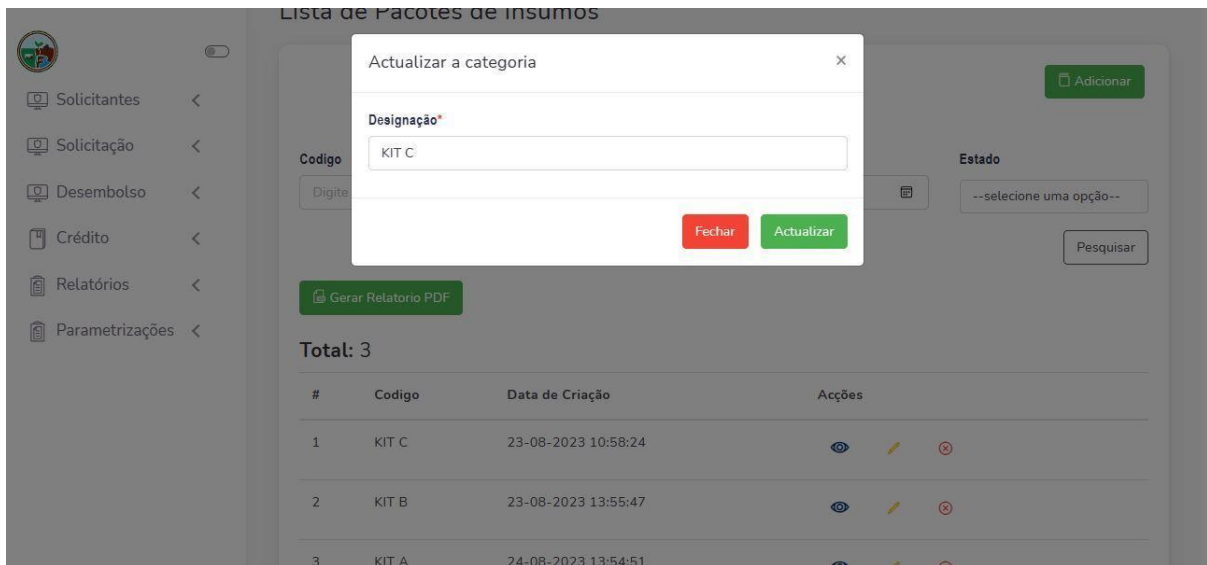 Lista de Pacotes de Insumos
Actualizar a categoria ×
Adicionar
Solicitantes
Designação*
KIT C
Solicitação
Codigo
Estado
Desembolso
Digite
--selecione uma opção--
Fechar
Actualizar
Crédito
Pesquisar
Relatórios
Gerar Relatorio PDF
Parametrizações
Total: 3
# Codigo Data de Criação Acções
1 KIT C 23-08-2023 10:58:24
2 KIT B 23-08-2023 13:55:47
3 KIT A 24-08-2023 13:54:51